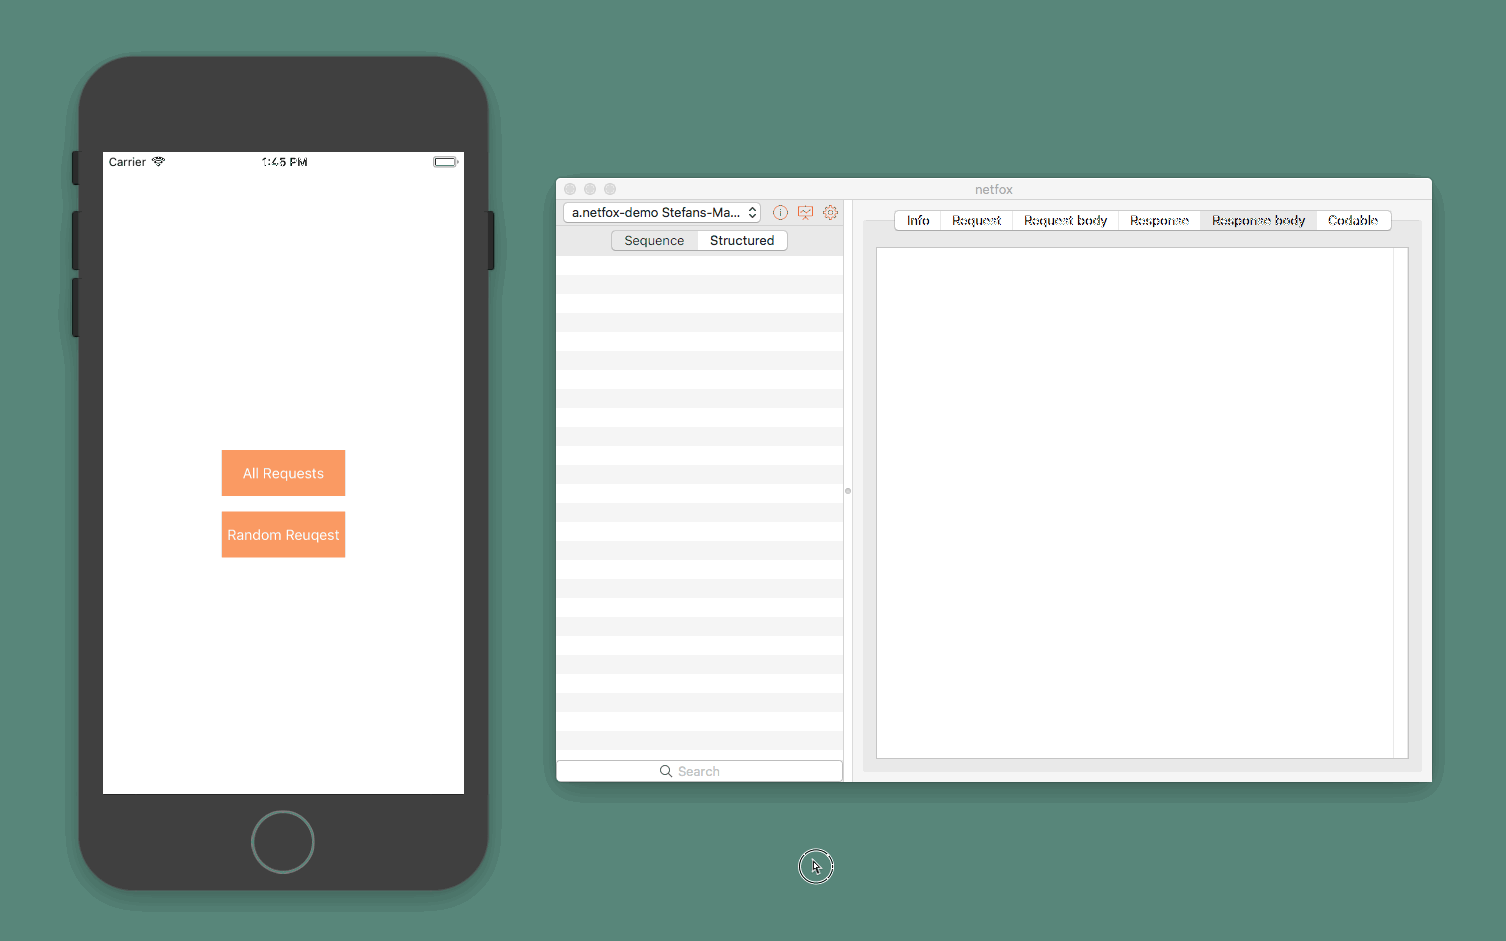 Carrier
1:45 PM
All Requests
Random Reuqest
netfox
a.netfox-demo Stefans-Ma...
Sequence Structured
Search
Info Request Request body Response Response body Codable